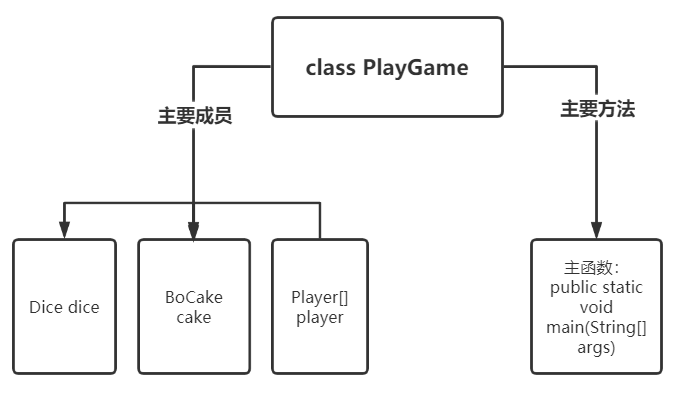 class PlayGame
主要成员
主要方法
Dice dice
BoCake
cake
Player[]
player
主函数：
public static
void
main(String[]
args)